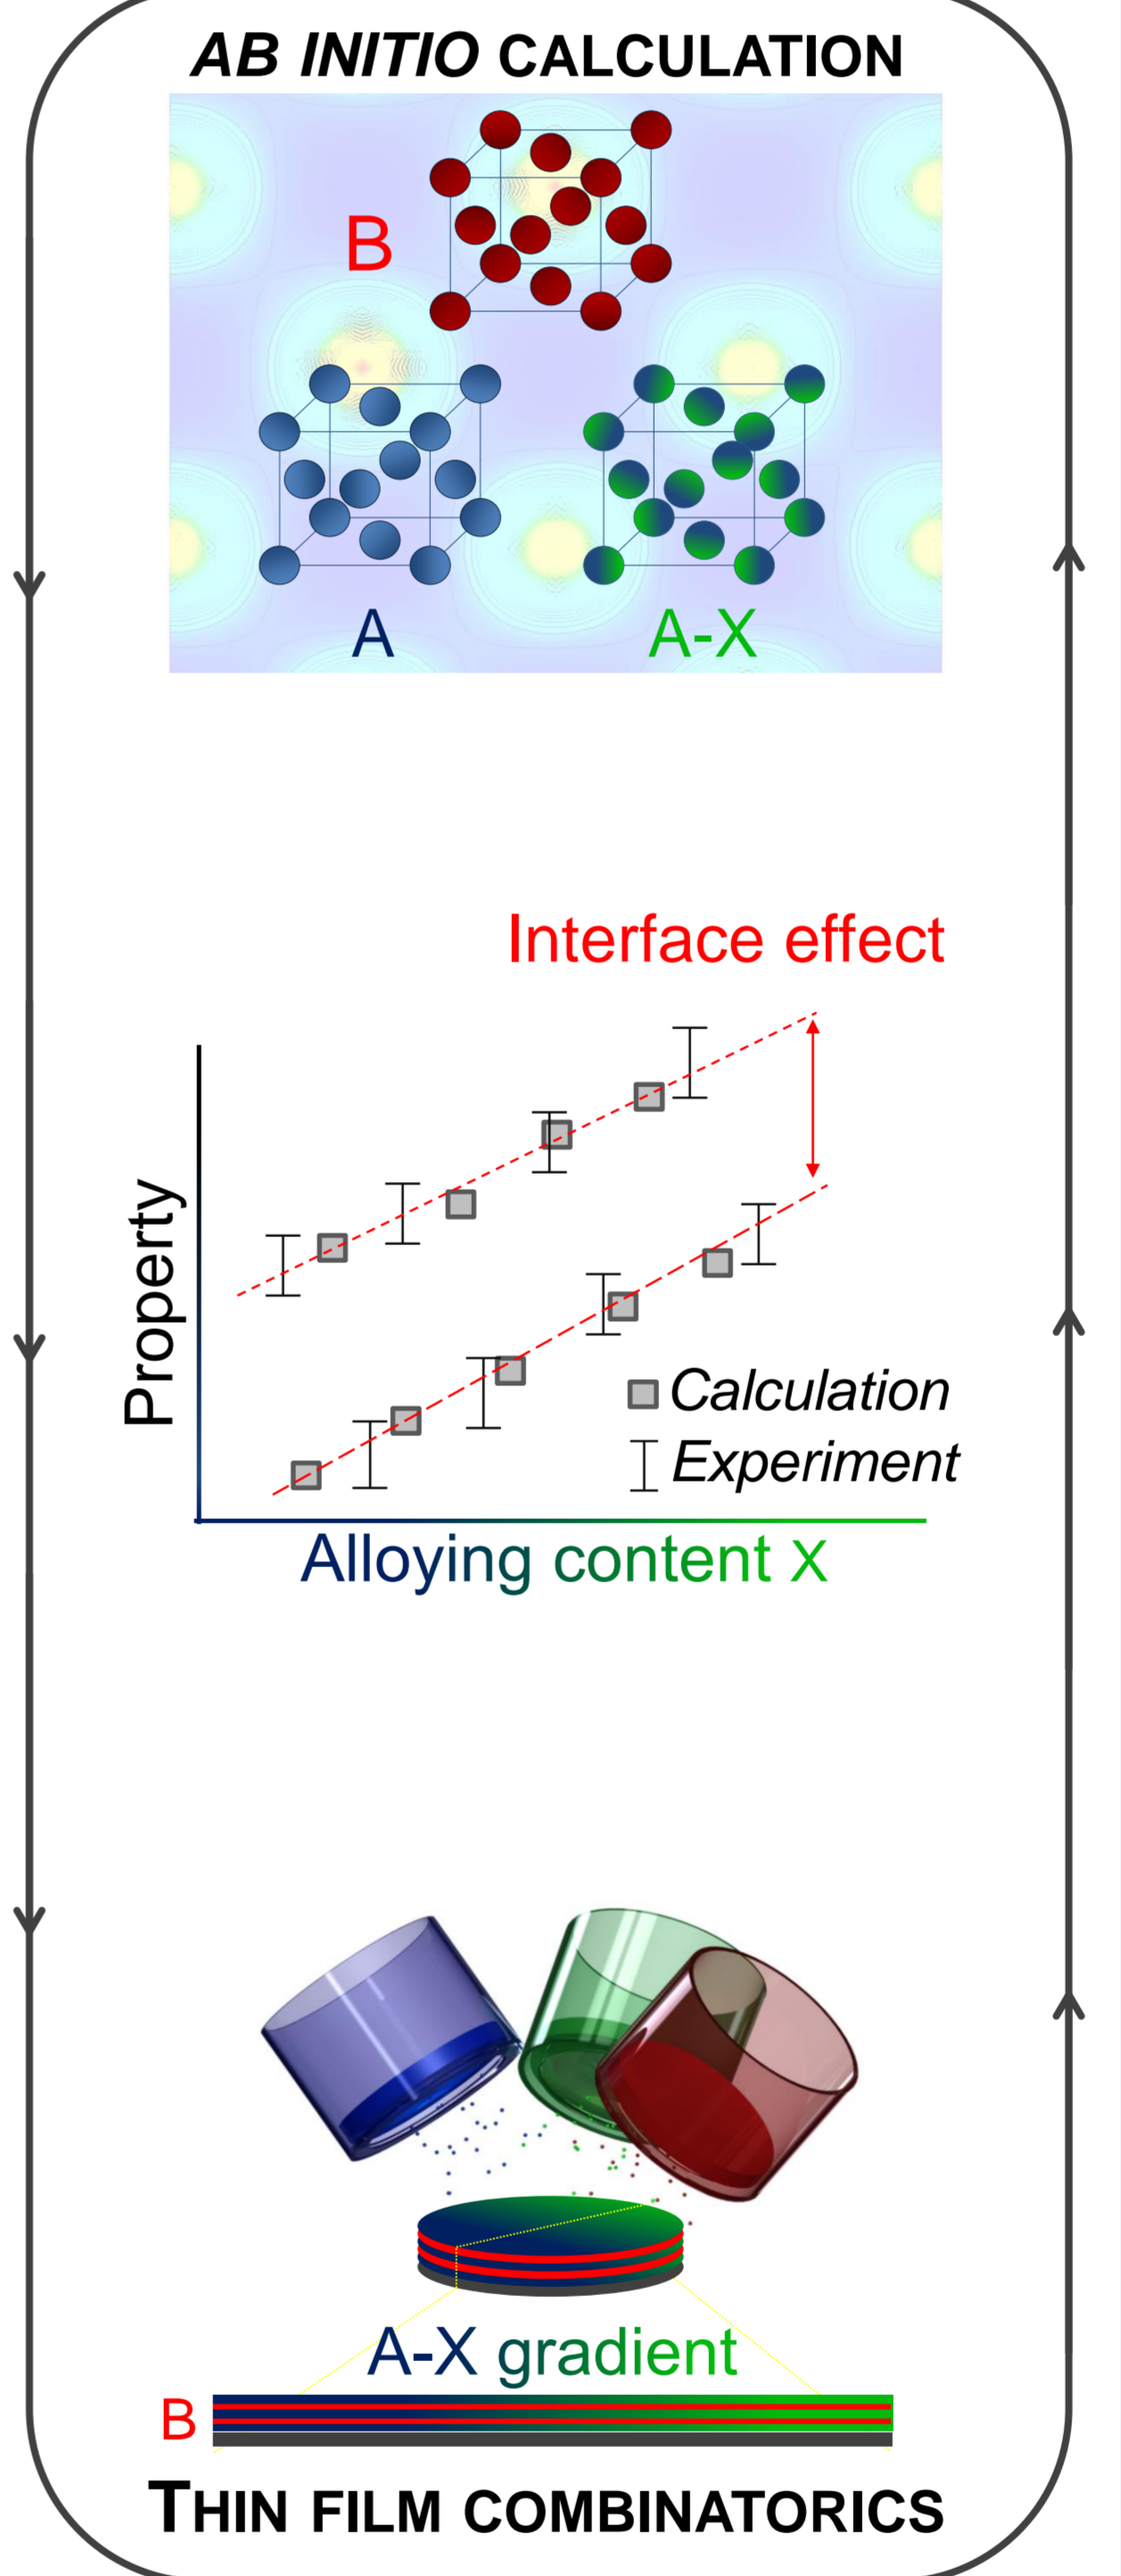 AB INITIO CALCULATION
B
A
A-X
Interface effect
Property
Calculation
Experiment
Alloying content X
A-X gradient
B
THIN FILM COMBINATORICS